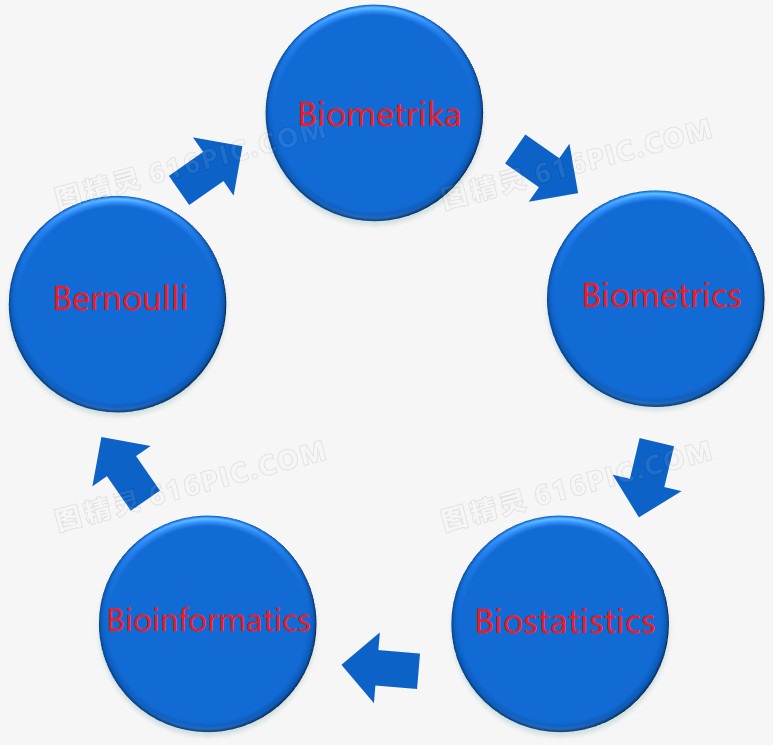 Biometrika
图精灵 616PIC.COM
图精灵 616PIC.COM
Bernoulli
Biometrics
图精灵 616PIC.COM
图精灵 616PIC.COM
Bioinformatics
Biostatistics